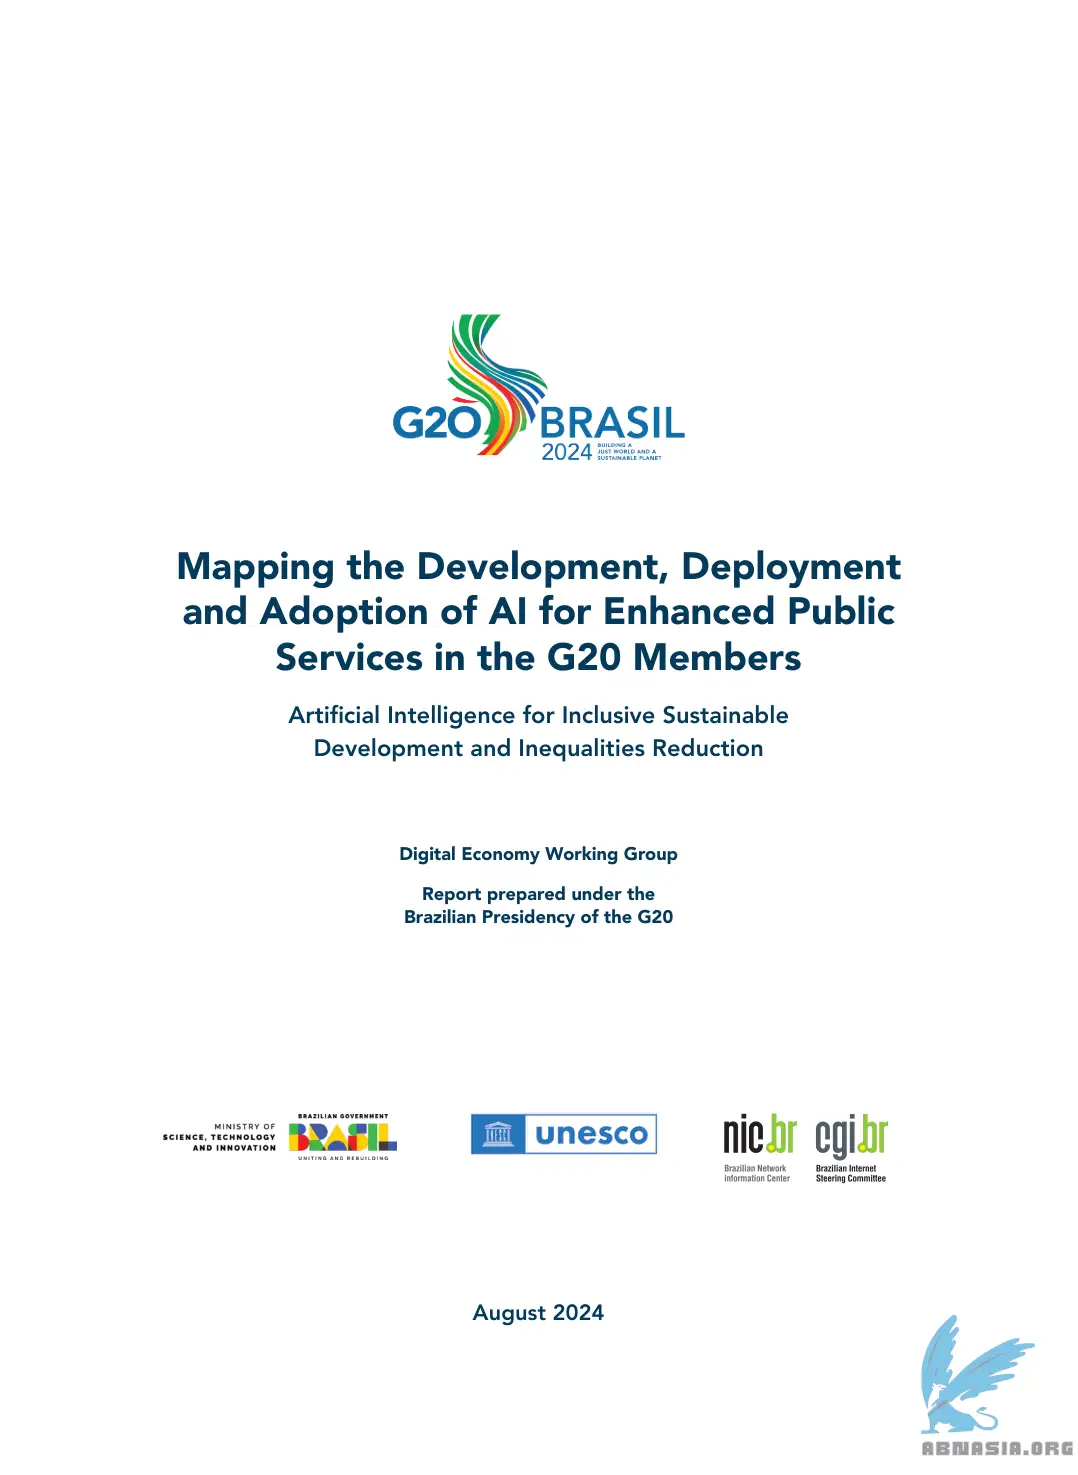 G20 BRASIL
2024 BUILDING A
JUST WORLD AND A
SUSTAINABLE PLANET
Mapping the Development, Deployment
and Adoption of AI for Enhanced Public
Services in the G20 Members
Artificial Intelligence for Inclusive Sustainable
Development and Inequalities Reduction
Digital Economy Working Group
Report prepared under the
Brazilian Presidency of the G20
MINISTRY OF
SCIENCE, TECHNOLOGY
AND INNOVATION
BRAZILIAN GOVERNMENT
BRASIL
UNITING AND REBUILDING
unesco
nic.br
Brazilian Network
Information Center
cgi.br
Brazilian Internet
Steering Committee
August 2024
ABNASIA.ORG